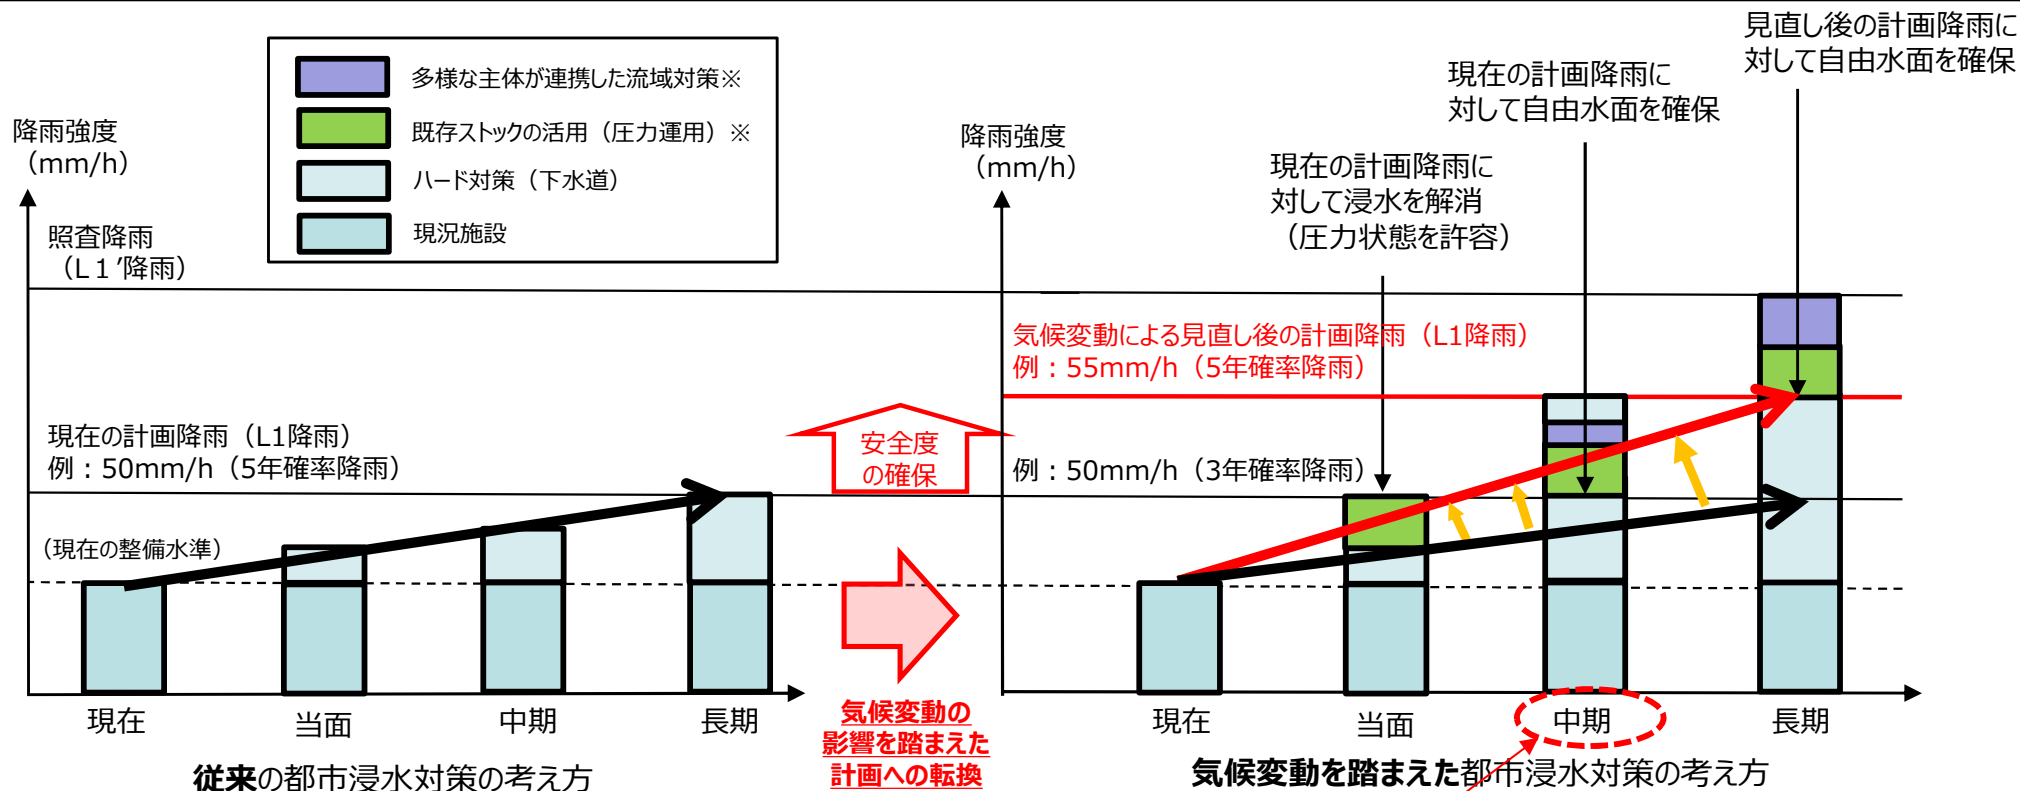 多様な主体が連携した流域対策※
既存ストックの活用（圧力運用）※
ハード対策（下水道）
現況施設
降雨強度
（mm/h）
照査降雨
（L１’降雨）
現在の計画降雨（L1降雨）
例：50mm/h（5年確率降雨）
（現在の整備水準）
現在
当面
中期
長期
従来の都市浸水対策の考え方
安全度
の確保
気候変動の
影響を踏まえた
計画への転換
降雨強度
（mm/h）
見直し後の計画降雨に
対して自由水面を確保
現在の計画降雨に
対して自由水面を確保
現在の計画降雨に
対して浸水を解消
（圧力状態を許容）
気候変動による見直し後の計画降雨（L1降雨）
例：55mm/h（5年確率降雨）
例：50mm/h（3年確率降雨）
現在
当面
中期
長期
気候変動を踏まえた都市浸水対策の考え方